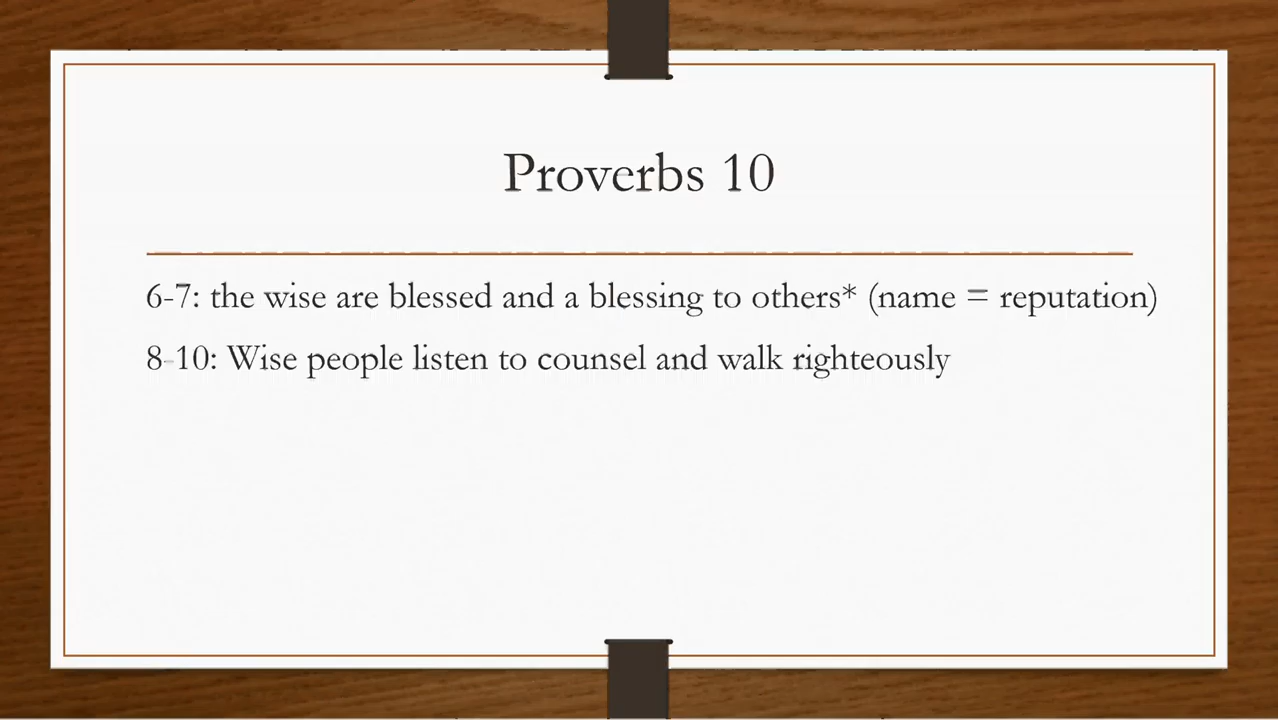 Proverbs 10
6-7: the wise are blessed and a blessing to others* (name = reputation)
8-10: Wise people listen to counsel and walk righteously